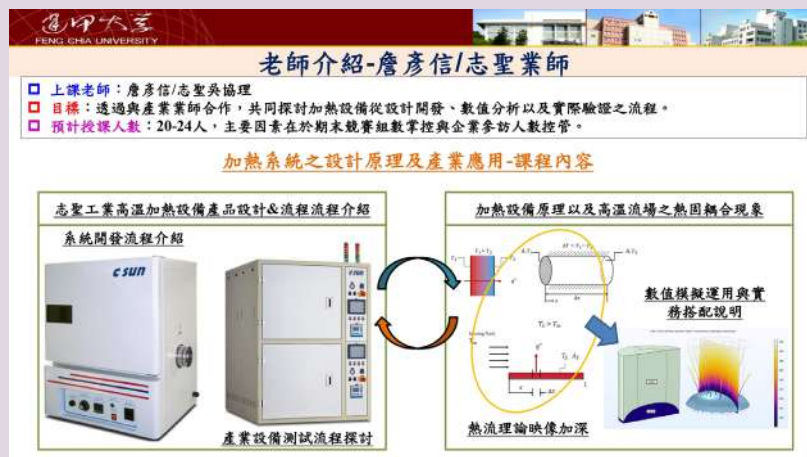 逢甲大學
FENG CHIA UNIVERSITY
老師介紹-詹彥信/志聖業師
上課老師：詹彥信/志聖吳協理
目標：透過與產業業師合作，共同探討加熱設備從設計開發、數值分析以及實際驗證之流程。
預計授課人數：20-24人，主要因素在於期末競賽組數掌控與企業參訪人數控管。
加熱系統之設計原理及產業應用-課程內容
志聖工業高溫加熱設備產品設計&流程流程介紹
系統開發流程介紹
c sun
產業設備測試流程探討
加熱設備原理以及高溫流場之熱固耦合現象
數值模擬運用與實
務搭配說明
熱流理論映像加深